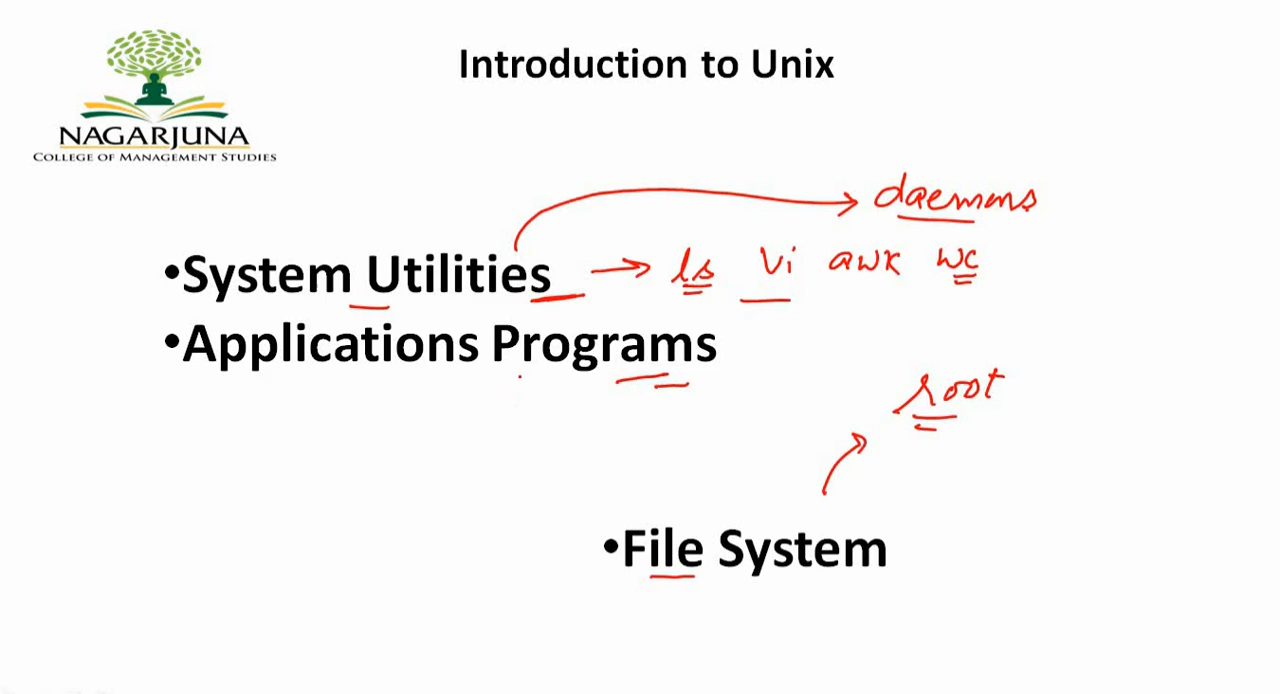 Introduction to Unix
NAGARJUNA
COLLEGE OF MANAGEMENT STUDIES
daemons
•System Utilities → ls vi awk wc
•Applications Programs
root
•File System